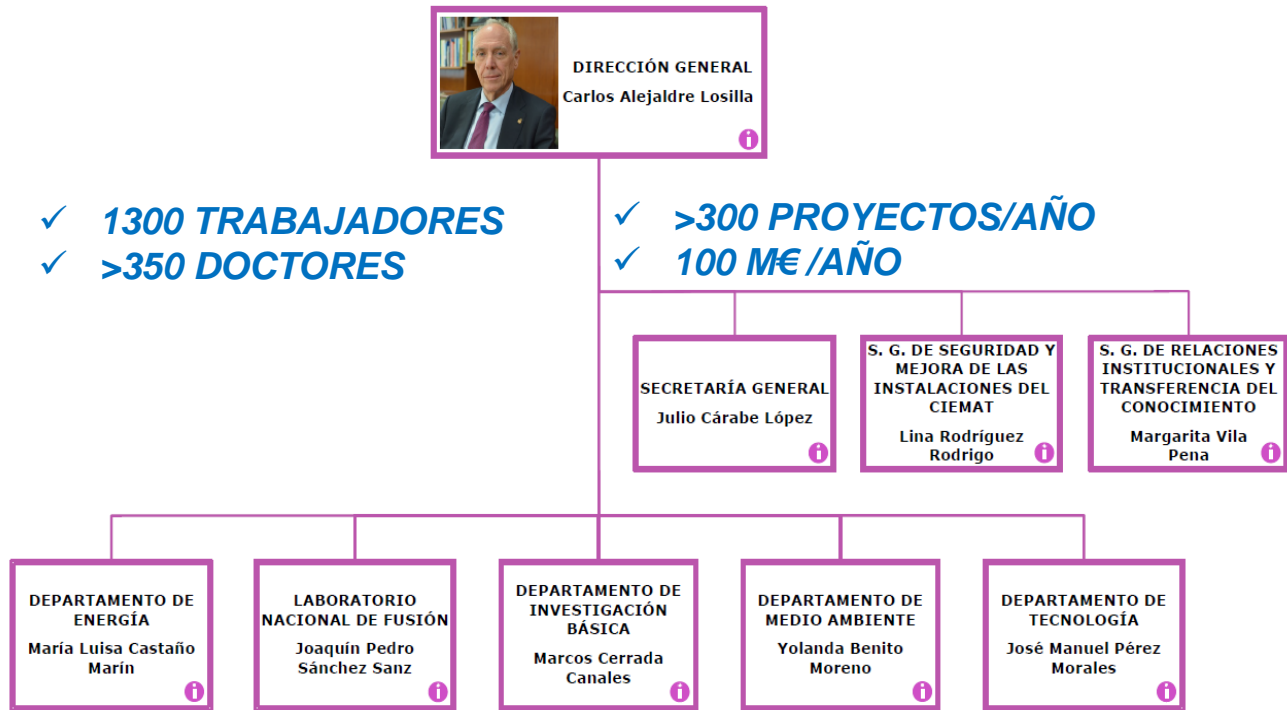 DIRECCIÓN GENERAL
Carlos Alejaldre Losilla
✓ 1300 TRABAJADORES
✓ >350 DOCTORES
✓ >300 PROYECTOS/AÑO
✓ 100 M€ /AÑO
SECRETARÍA GENERAL
Julio Cárabe López
S. G. DE SEGURIDAD Y
MEJORA DE LAS
INSTALACIONES DEL
CIEMAT
Lina Rodríguez
Rodrigo
S. G. DE RELACIONES
INSTITUCIONALES Y
TRANSFERENCIA DEL
CONOCIMIENTO
Margarita Vila
Pena
DEPARTAMENTO DE
ENERGÍA
María Luisa Castaño
Marín
LABORATORIO
NACIONAL DE FUSIÓN
Joaquín Pedro
Sánchez Sanz
DEPARTAMENTO DE
INVESTIGACIÓN
BÁSICA
Marcos Cerrada
Canales
DEPARTAMENTO DE
MEDIO AMBIENTE
Yolanda Benito
Moreno
DEPARTAMENTO DE
TECNOLOGÍA
José Manuel Pérez
Morales